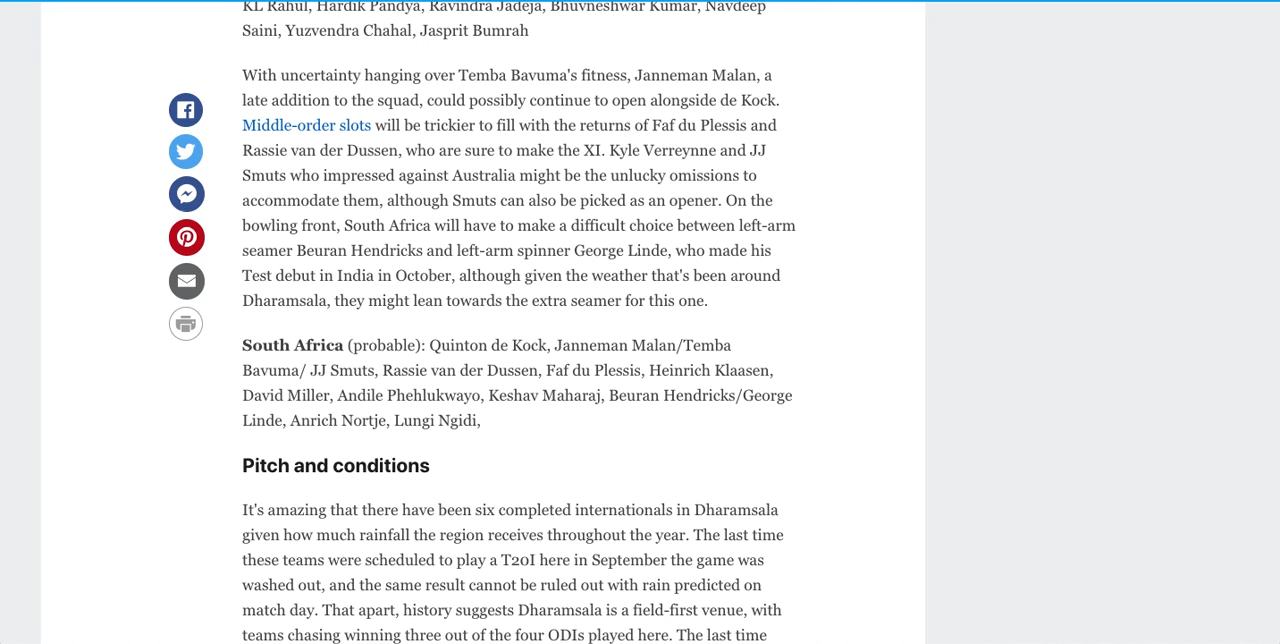 KL Rahul, Hardik Pandya, Ravindra Jadeja, Bhuvneshwar Kumar, Navdeep
Saini, Yuzvendra Chahal, Jasprit Bumrah
With uncertainty hanging over Temba Bavuma's fitness, Janneman Malan, a
late addition to the squad, could possibly continue to open alongside de Kock.
Middle-order slots will be trickier to fill with the returns of Faf du Plessis and
Rassie van der Dussen, who are sure to make the XI. Kyle Verreynne and JJ
Smuts who impressed against Australia might be the unlucky omissions to
accommodate them, although Smuts can also be picked as an opener. On the
bowling front, South Africa will have to make a difficult choice between left-arm
seamer Beuran Hendricks and left-arm spinner George Linde, who made his
Test debut in India in October, although given the weather that's been around
Dharamsala, they might lean towards the extra seamer for this one.
South Africa (probable): Quinton de Kock, Janneman Malan/Temba
Bavuma/ JJ Smuts, Rassie van der Dussen, Faf du Plessis, Heinrich Klaasen,
David Miller, Andile Phehlukwayo, Keshav Maharaj, Beuran Hendricks/George
Linde, Anrich Nortje, Lungi Ngidi,
Pitch and conditions
It's amazing that there have been six completed internationals in Dharamsala
given how much rainfall the region receives throughout the year. The last time
these teams were scheduled to play a T20I here in September the game was
washed out, and the same result cannot be ruled out with rain predicted on
match day. That apart, history suggests Dharamsala is a field-first venue, with
teams chasing winning three out of the four ODIs played here. The last time